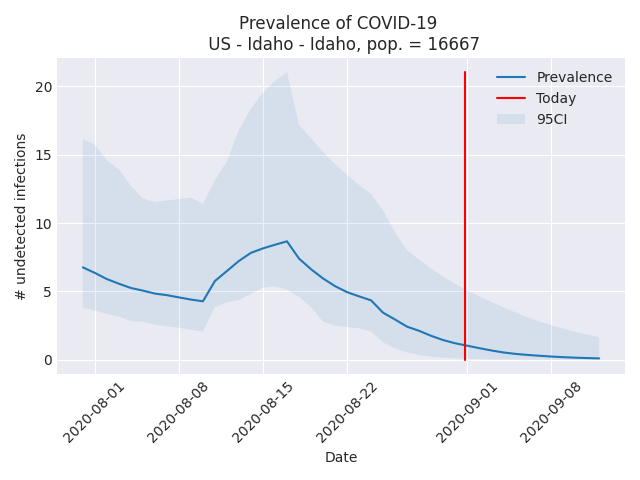 Prevalence of COVID-19
US - Idaho - Idaho, pop. = 16667
Prevalence
Today
95CI
# undetected infections
20
15
10
5
0
2020-08-01
2020-08-08
2020-08-15
2020-08-22
2020-09-01
2020-09-08
Date